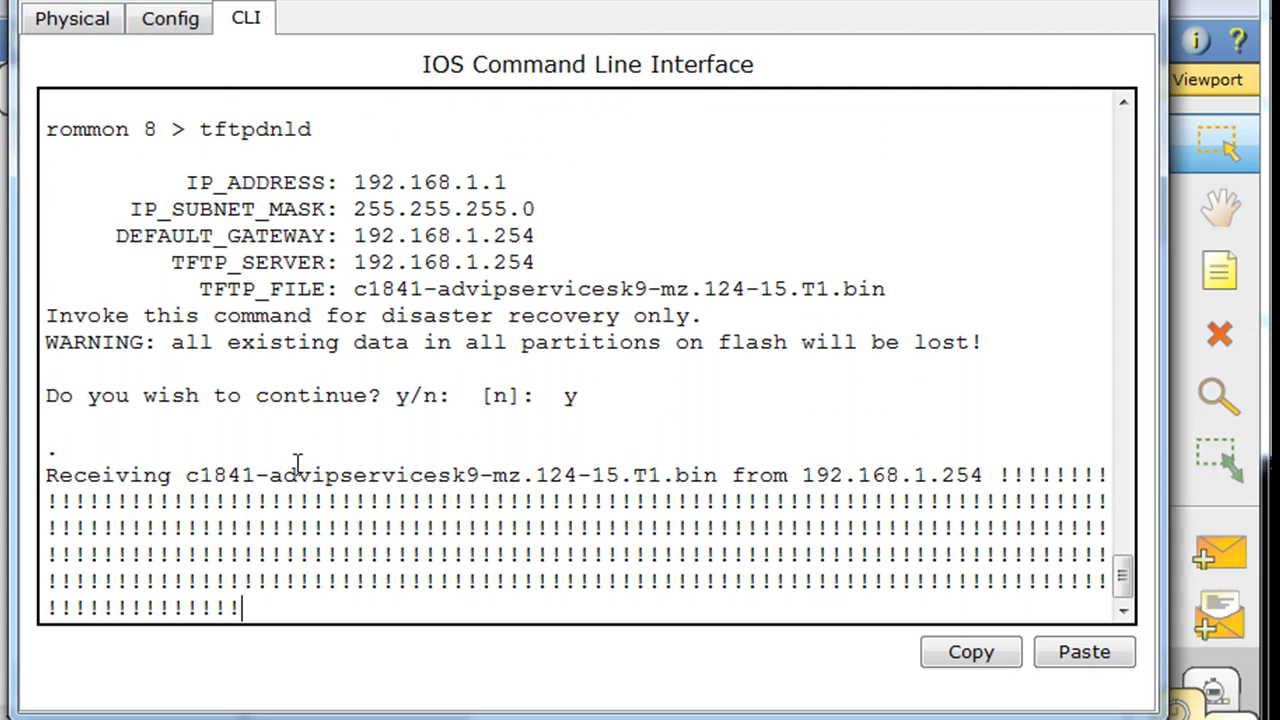 Physical Config CLI
IOS Command Line Interface
Viewport
rommon 8 > tftpdnld
IP_ADDRESS: 192.168.1.1
IP_SUBNET_MASK: 255.255.255.0
DEFAULT_GATEWAY: 192.168.1.254
TFTP_SERVER: 192.168.1.254
TFTP_FILE: c1841-advipservicesk9-mz.124-15.T1.bin
Invoke this command for disaster recovery only.
WARNING: all existing data in all partitions on flash will be lost!
Do you wish to continue? y/n:  [n]:  y
.
Receiving c1841-advipservicesk9-mz.124-15.T1.bin from 192.168.1.254 !!!!!!!!
!!!!!!!!!!!!!!!!!!!!!!!!!!!!!!!!!!!!!!!!!!!!!!!!!!!!!!!!!!!!!!!!!!!!!!!!!!!!
!!!!!!!!!!!!!!!!!!!!!!!!!!!!!!!!!!!!!!!!!!!!!!!!!!!!!!!!!!!!!!!!!!!!!!!!!!!!
!!!!!!!!!!!!!!!!!!!!!!!!!!!!!!!!!!!!!!!!!!!!!!!!!!!!!!!!!!!!!!!!!!!!!!!!!!!!
!!!!!!!!!!!!!!!!!!!!!!!!!!!!!!!!!!!!!!!!!!!!!!!!!!!!!!!!!!!!!!!!!!!!!!!!!!!!
!!!!!!!!!!!!!!
Copy Paste